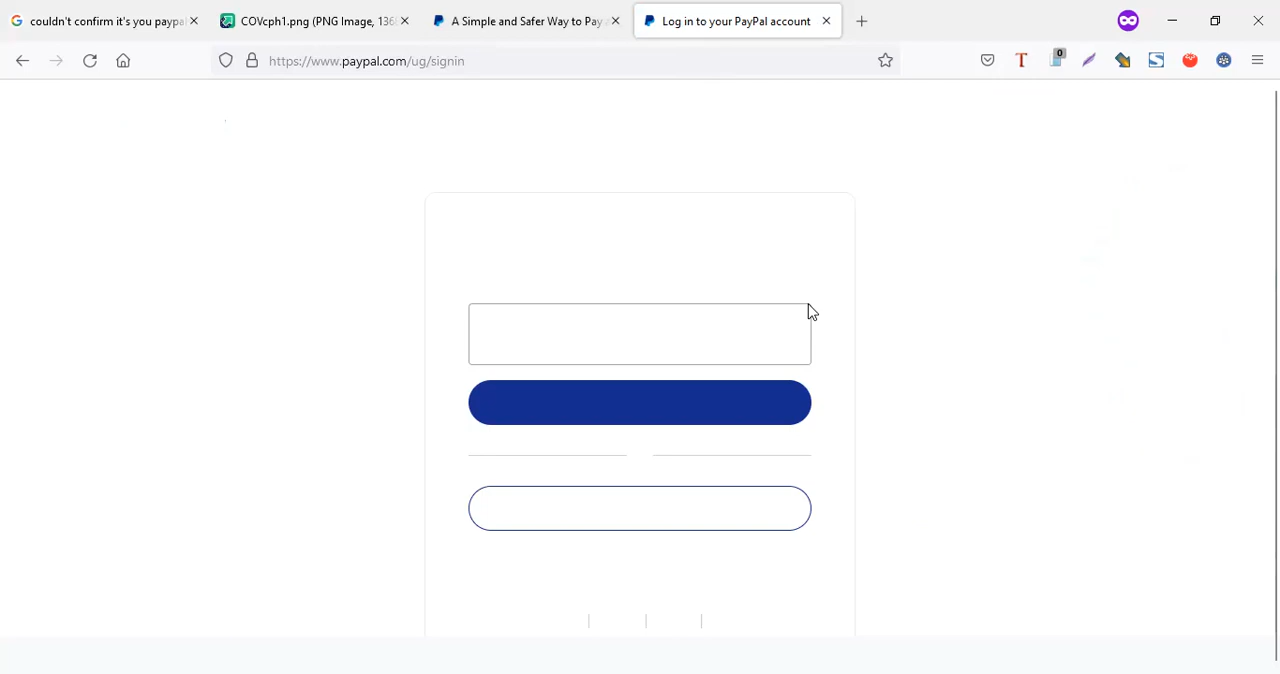 couldn't confirm it's you paypa
COVcph1.png (PNG Image, 136
A Simple and Safer Way to Pay
Log in to your PayPal account
https://www.paypal.com/ug/signin
T
0
S